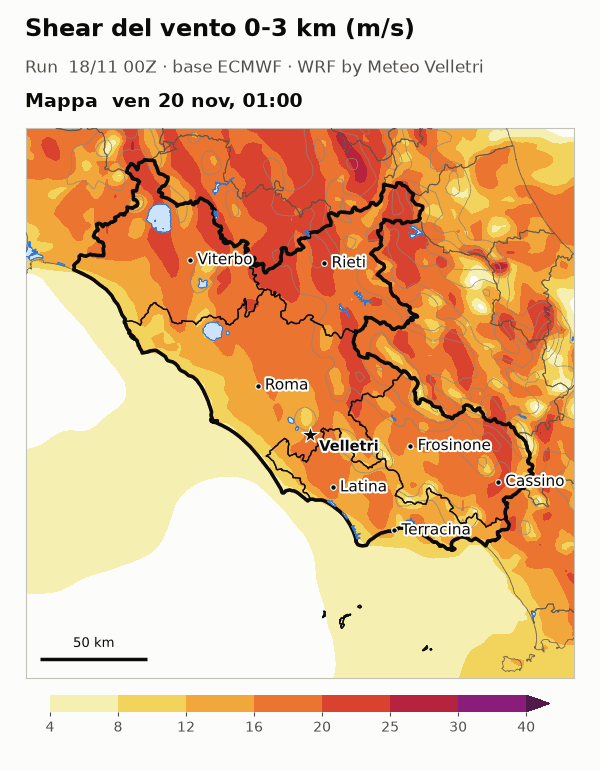 Shear del vento 0-3 km (m/s)
Run 18/11 00Z · base ECMWF · WRF by Meteo Velletri
Mappa ven 20 nov, 01:00
Viterbo
Rieti
Roma
Velletri
Frosinone
Cassino
Latina
Terracina
50 km
4 8 12 16 20 25 30 40